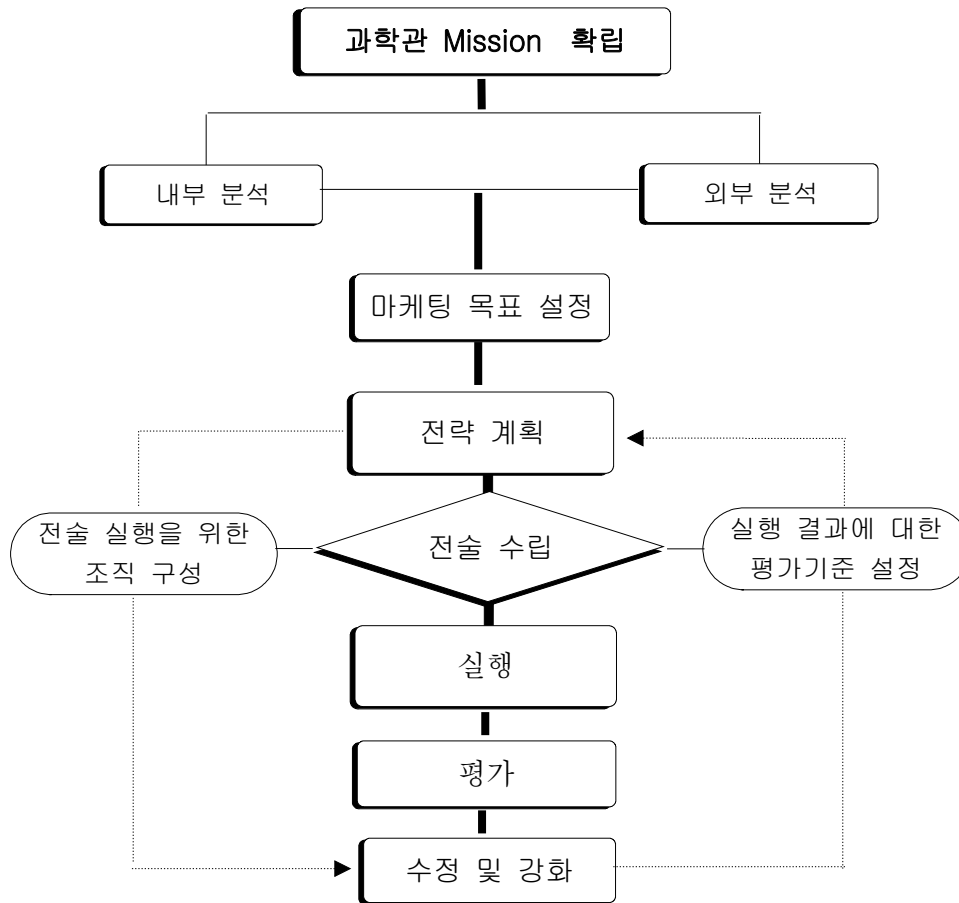 과학관 Mission 확립
내부 분석
외부 분석
마케팅 목표 설정
전략 계획
전술 실행을 위한
조직 구성
전술 수립
실행 결과에 대한
평가기준 설정
실행
평가
수정 및 강화